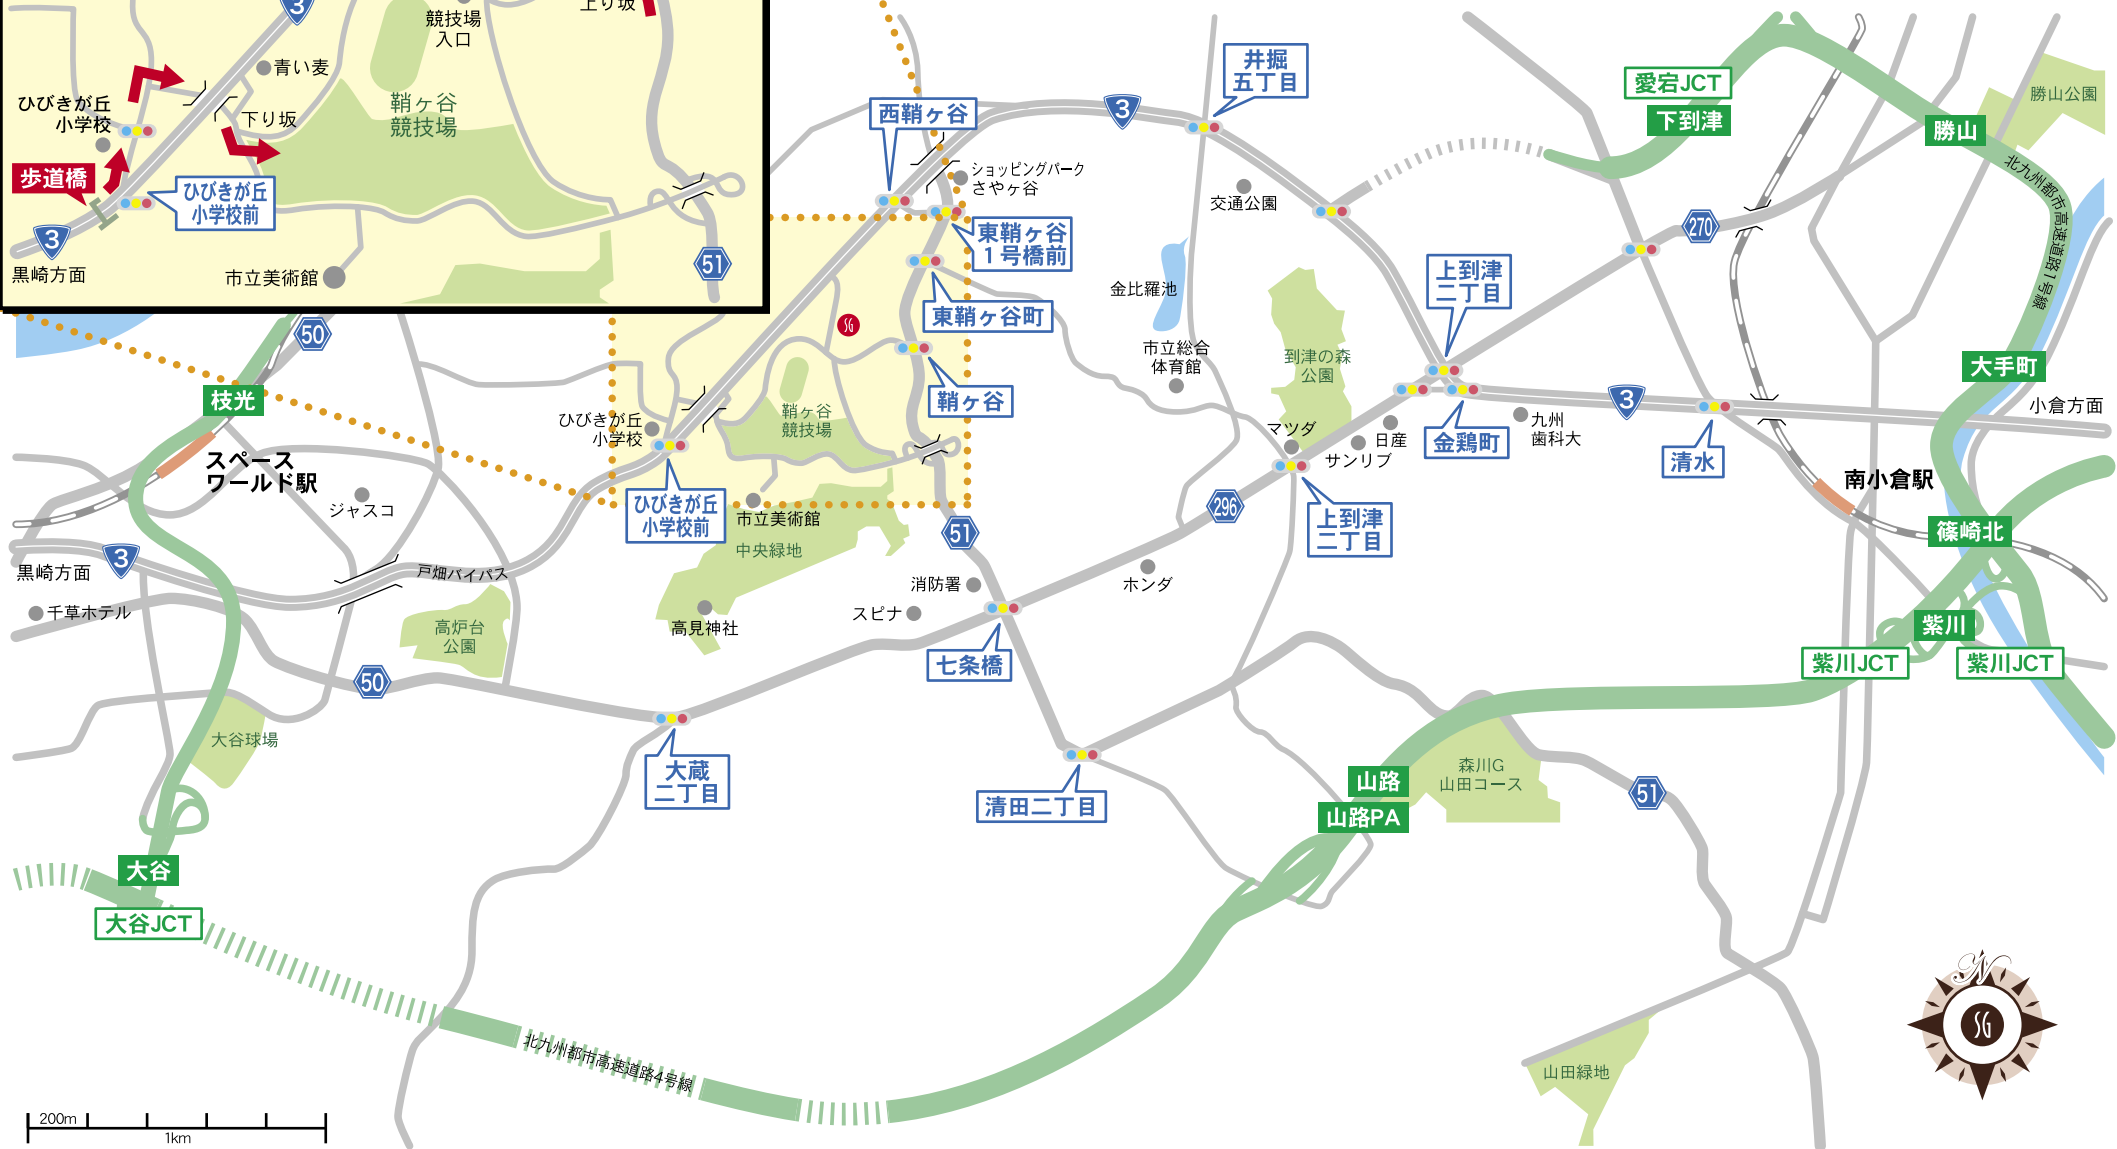 3
上り坂
競技場
入口
青い麦
ひびきが丘
小学校
下り坂
鞘ヶ谷
競技場
歩道橋
ひびきが丘
小学校前
3
黒崎方面
市立美術館
51
西鞘ヶ谷
3
井堀
五丁目
ショッピングパーク
さやヶ谷
東鞘ヶ谷
1号橋前
交通公園
愛宕JCT
下到津
勝山
勝山公園
北九州都市高速道路1号線
270
金比羅池
上到津
二丁目
東鞘ヶ谷町
SG
50
市立総合
体育館
到津の森
公園
大手町
鞘ヶ谷
枝光
3
小倉方面
ひびきが丘
小学校
鞘ヶ谷
競技場
マツダ
日産
サンリブ
金鶏町
九州
歯科大
清水
スペース
ワールド駅
南小倉駅
ジャスコ
ひびきが丘
小学校前
市立美術館
中央緑地
296
上到津
二丁目
51
篠崎北
3
黒崎方面
戸畑バイパス
消防署
ホンダ
千草ホテル
スピナ
高見神社
高炉台
公園
紫川
七条橋
紫川JCT
紫川JCT
50
大谷球場
大蔵
二丁目
清田二丁目
山路
山路PA
森川G
山田コース
51
大谷
大谷JCT
N
SG
北九州都市高速道路4号線
山田緑地
200m
1km